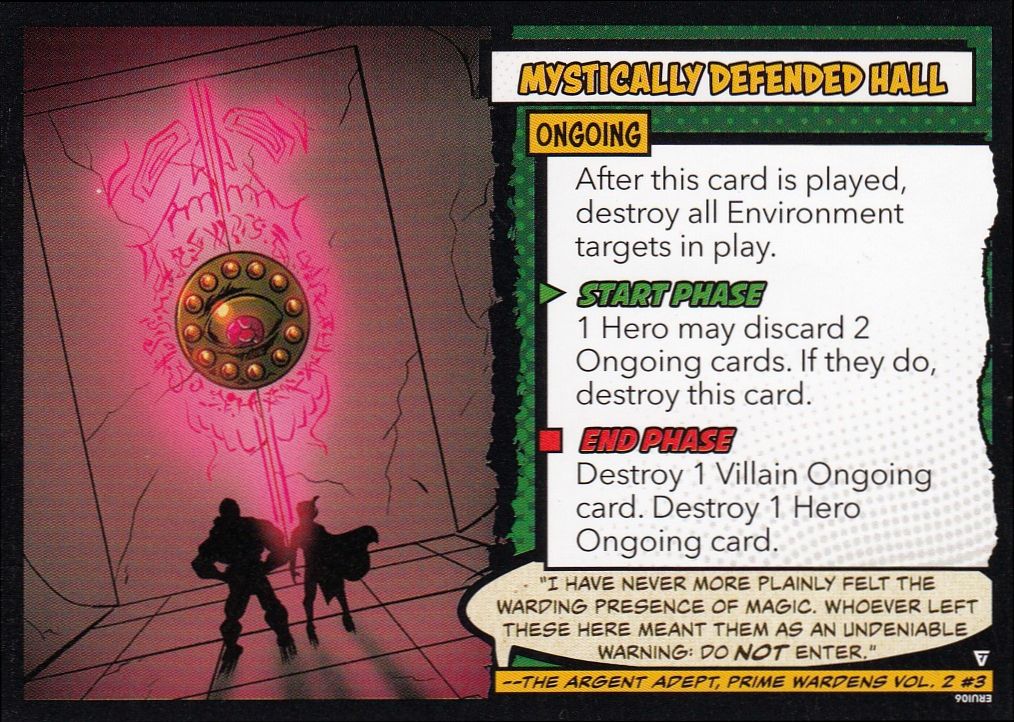 MYSTICALLY DEFENDED HALL
ONGOING
After this card is played,
destroy all Environment
targets in play.
START PHASE
1 Hero may discard 2
Ongoing cards. If they do,
destroy this card.
END PHASE
Destroy 1 Villain Ongoing
card. Destroy 1 Hero
Ongoing card.
"I HAVE NEVER MORE PLAINLY FELT THE
WARDING PRESENCE OF MAGIC. WHOEVER LEFT
THESE HERE MEANT THEM AS AN UNDENIABLE
WARNING: DO NOT ENTER."
--THE ARGENT ADEPT, PRIME WARDENS VOL. 2 #3
ERU106